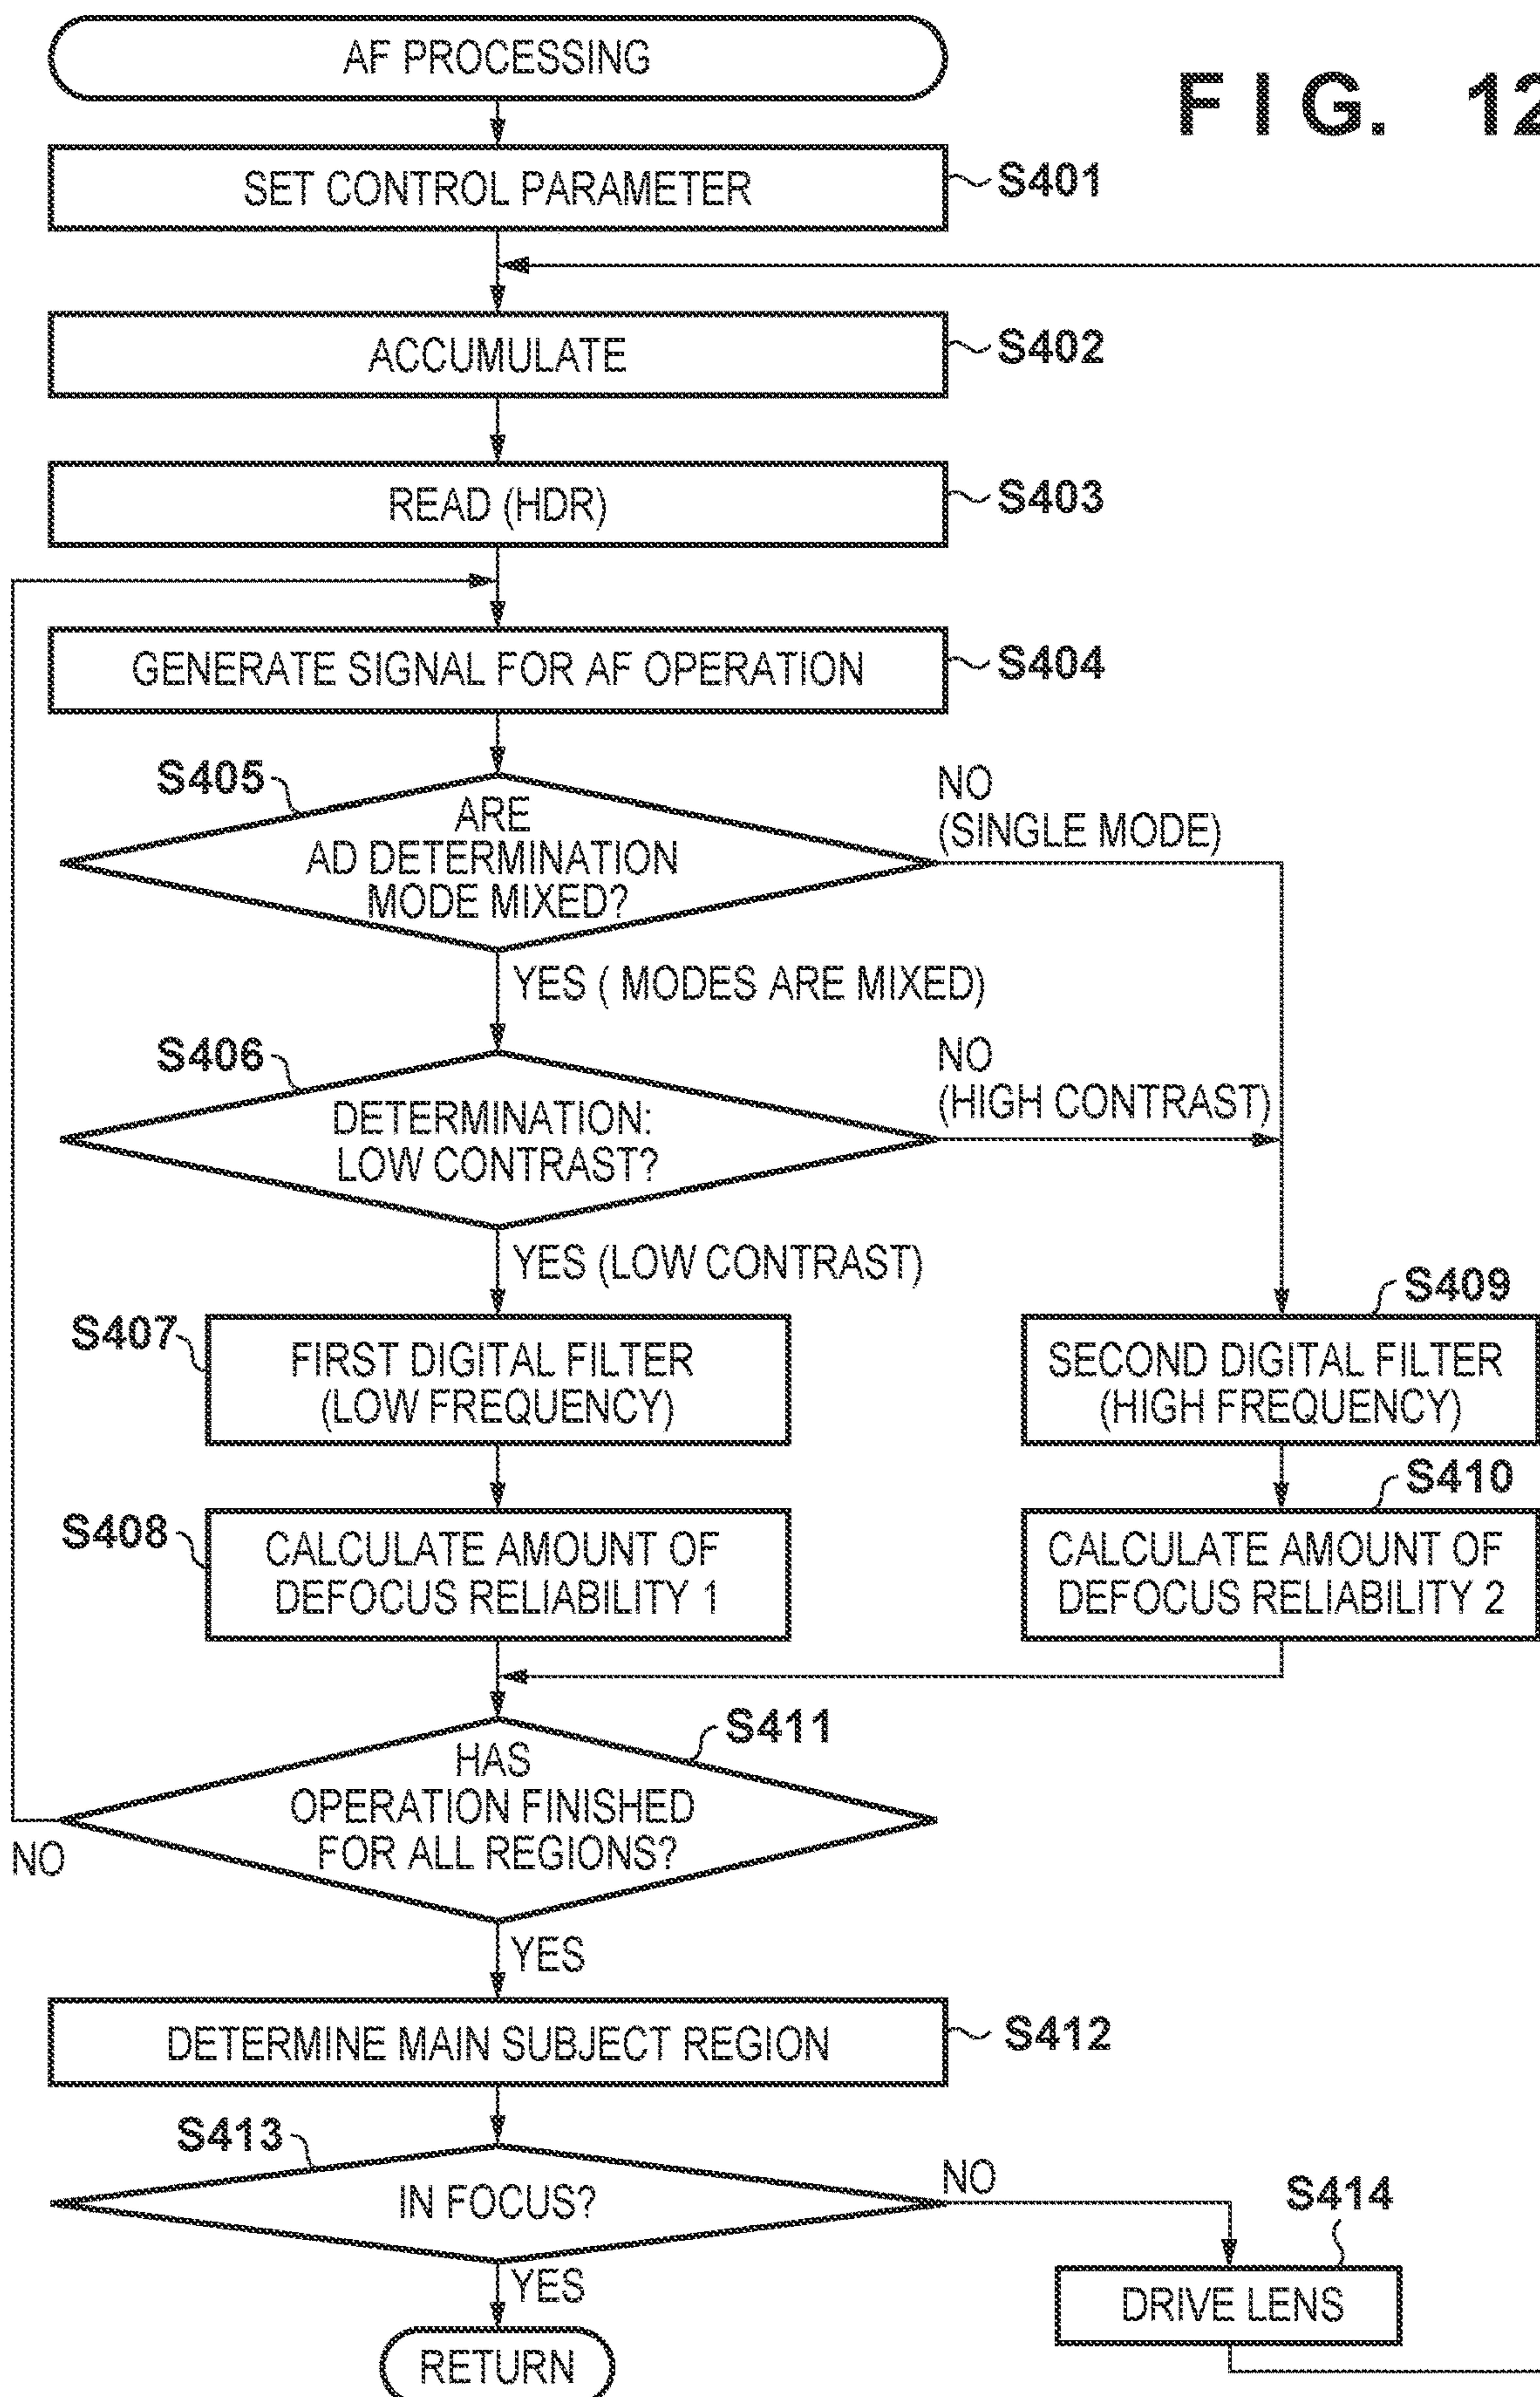 AF PROCESSING
FIG. 12
SET CONTROL PARAMETER
S401
ACCUMULATE
S402
READ (HDR)
S403
GENERATE SIGNAL FOR AF OPERATION
S404
S405
ARE
AD DETERMINATION
MODE MIXED?
NO
(SINGLE MODE)
YES ( MODES ARE MIXED)
S406
DETERMINATION:
LOW CONTRAST?
NO
(HIGH CONTRAST)
YES (LOW CONTRAST)
S407
FIRST DIGITAL FILTER
(LOW FREQUENCY)
S409
SECOND DIGITAL FILTER
(HIGH FREQUENCY)
S408
CALCULATE AMOUNT OF
DEFOCUS RELIABILITY 1
S410
CALCULATE AMOUNT OF
DEFOCUS RELIABILITY 2
S411
HAS
OPERATION FINISHED
FOR ALL REGIONS?
NO
YES
DETERMINE MAIN SUBJECT REGION
S412
S413
IN FOCUS?
NO
S414
DRIVE LENS
YES
RETURN